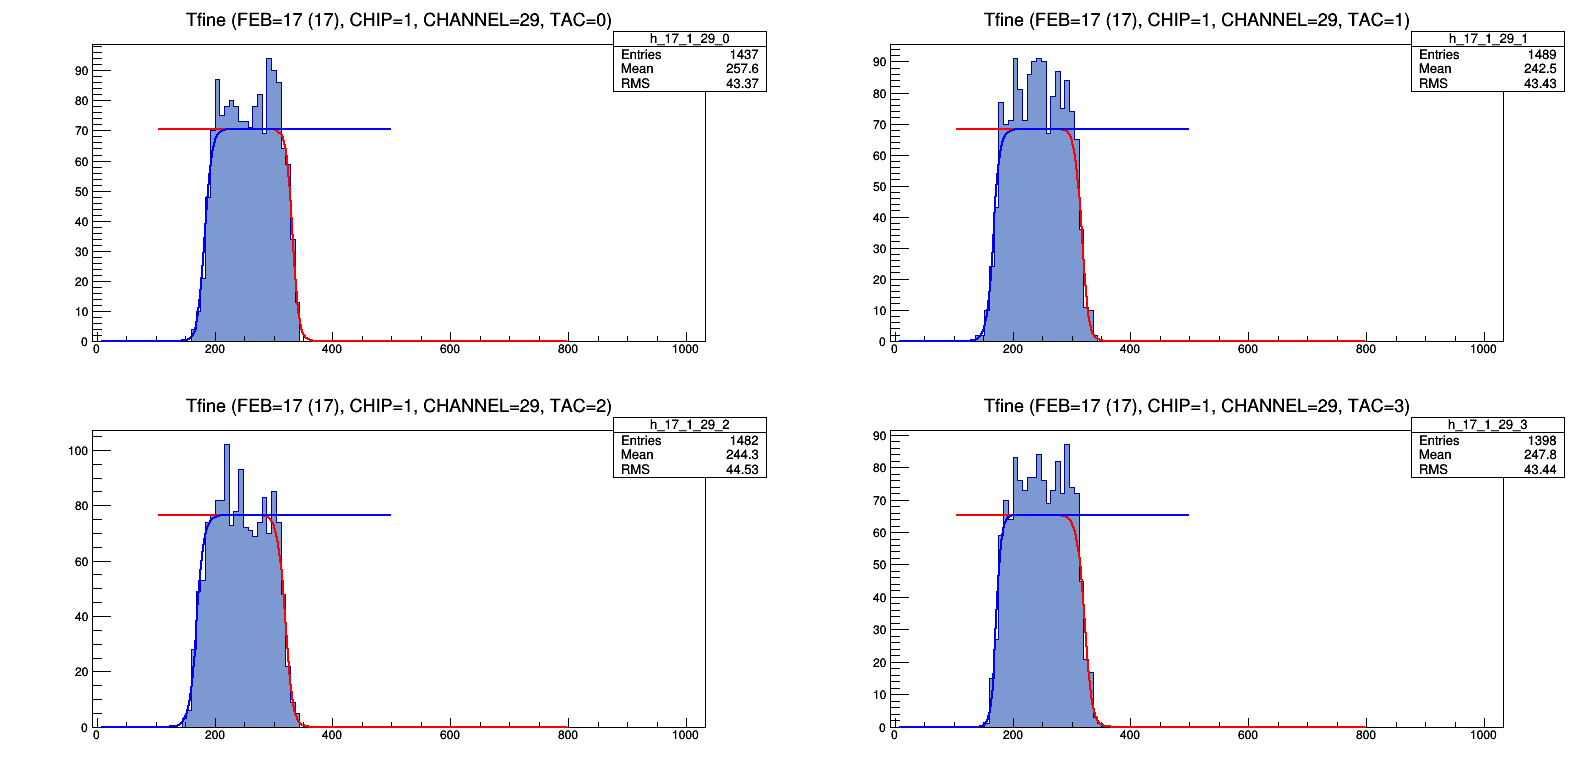 Tfine (FEB=17 (17), CHIP=1, CHANNEL=29, TAC=0)
h_17_1_29_0
Entries 1437
Mean 257.6
RMS 43.37
90
80
70
60
50
40
30
20
10
0
0 200 400 600 800 1000
Tfine (FEB=17 (17), CHIP=1, CHANNEL=29, TAC=1)
h_17_1_29_1
Entries 1489
Mean 242.5
RMS 43.43
90
80
70
60
50
40
30
20
10
0
0 200 400 600 800 1000
Tfine (FEB=17 (17), CHIP=1, CHANNEL=29, TAC=2)
h_17_1_29_2
Entries 1482
Mean 244.3
RMS 44.53
100
80
60
40
20
0
0 200 400 600 800 1000
Tfine (FEB=17 (17), CHIP=1, CHANNEL=29, TAC=3)
h_17_1_29_3
Entries 1398
Mean 247.8
RMS 43.44
90
80
70
60
50
40
30
20
10
0
0 200 400 600 800 1000